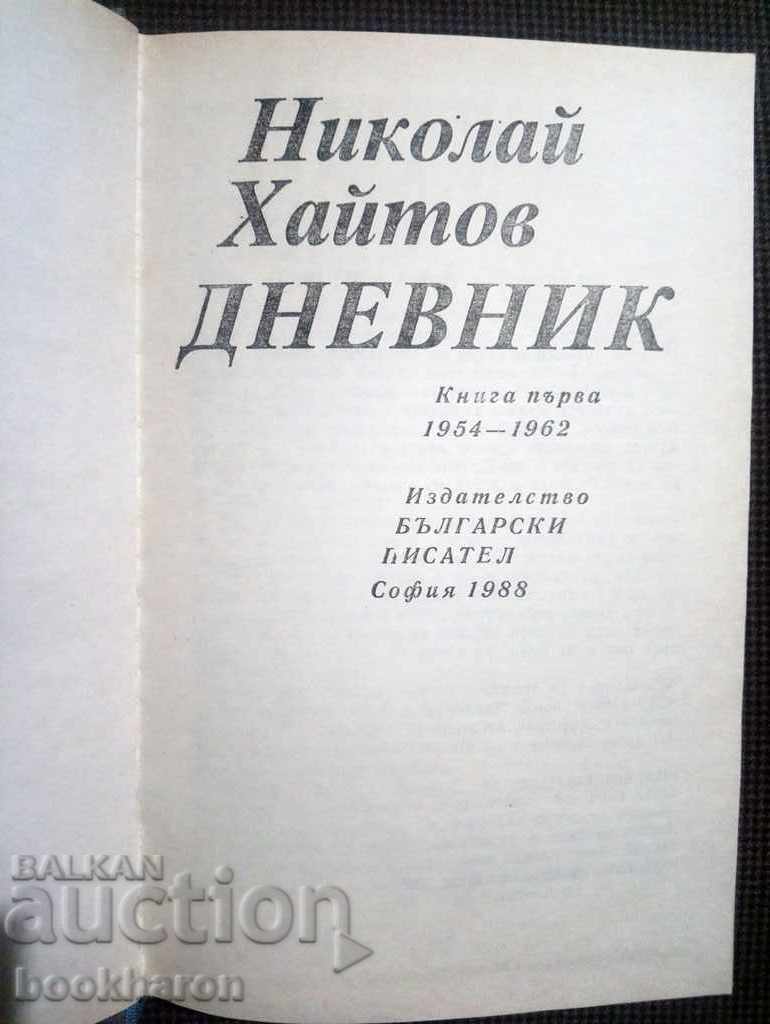 Николай
Хайтов
ДНЕВНИК
Книга първа
1954—1962
Издателство
БЪЛГАРСКИ
ПИСАТЕЛ
София 1988
BALKAN
auction
bookharon